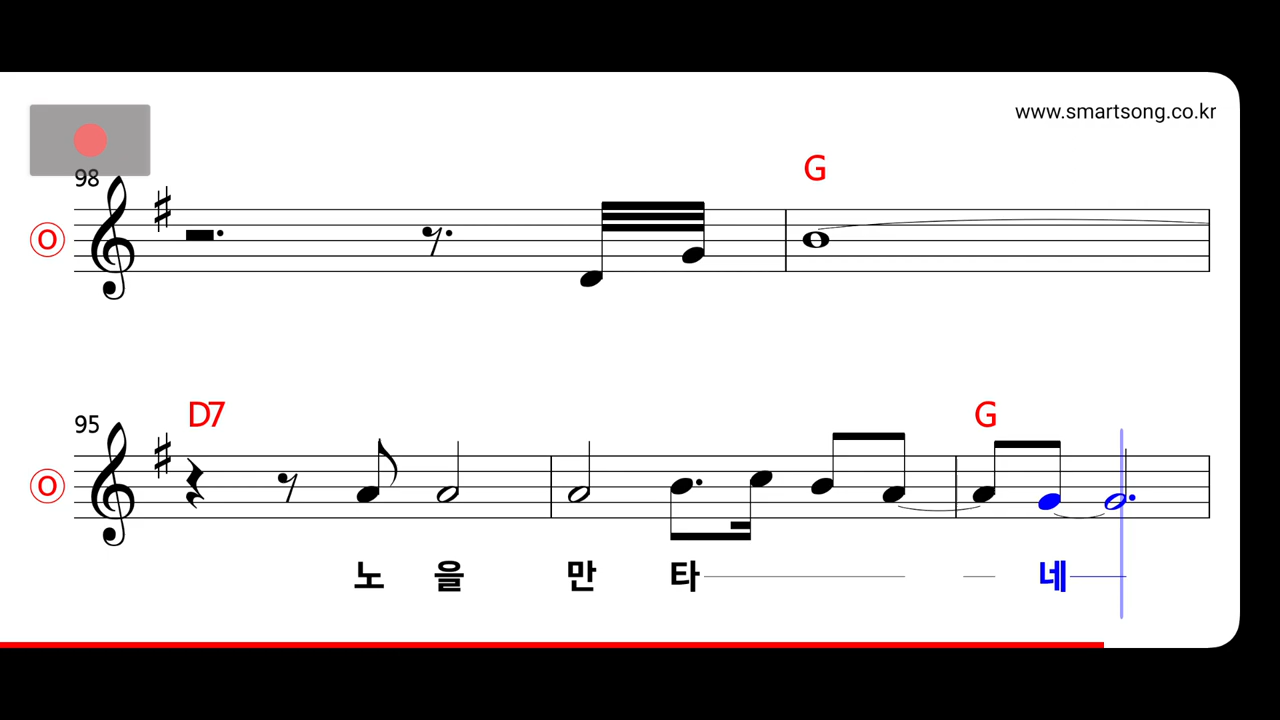 www.smartsong.co.kr
98
G
O
95
D7 G
O
노 을 만 타 네